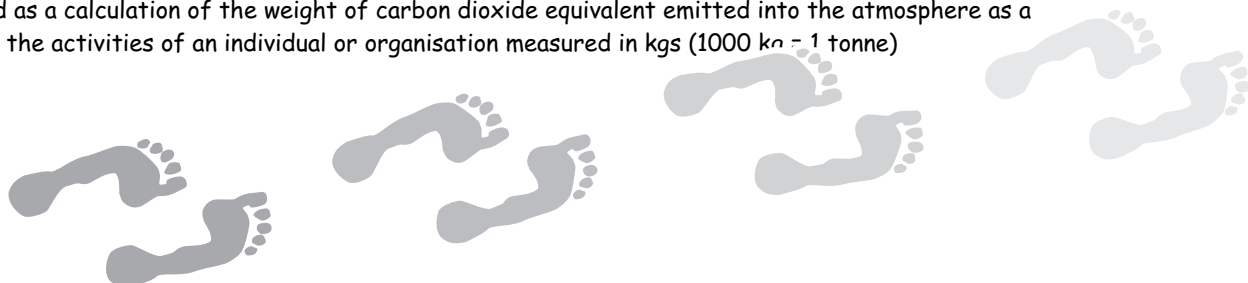 as a calculation of the weight of carbon dioxide equivalent emitted into the atmosphere as a
the activities of an individual or organisation measured in kgs (1000 kg = 1 tonne)